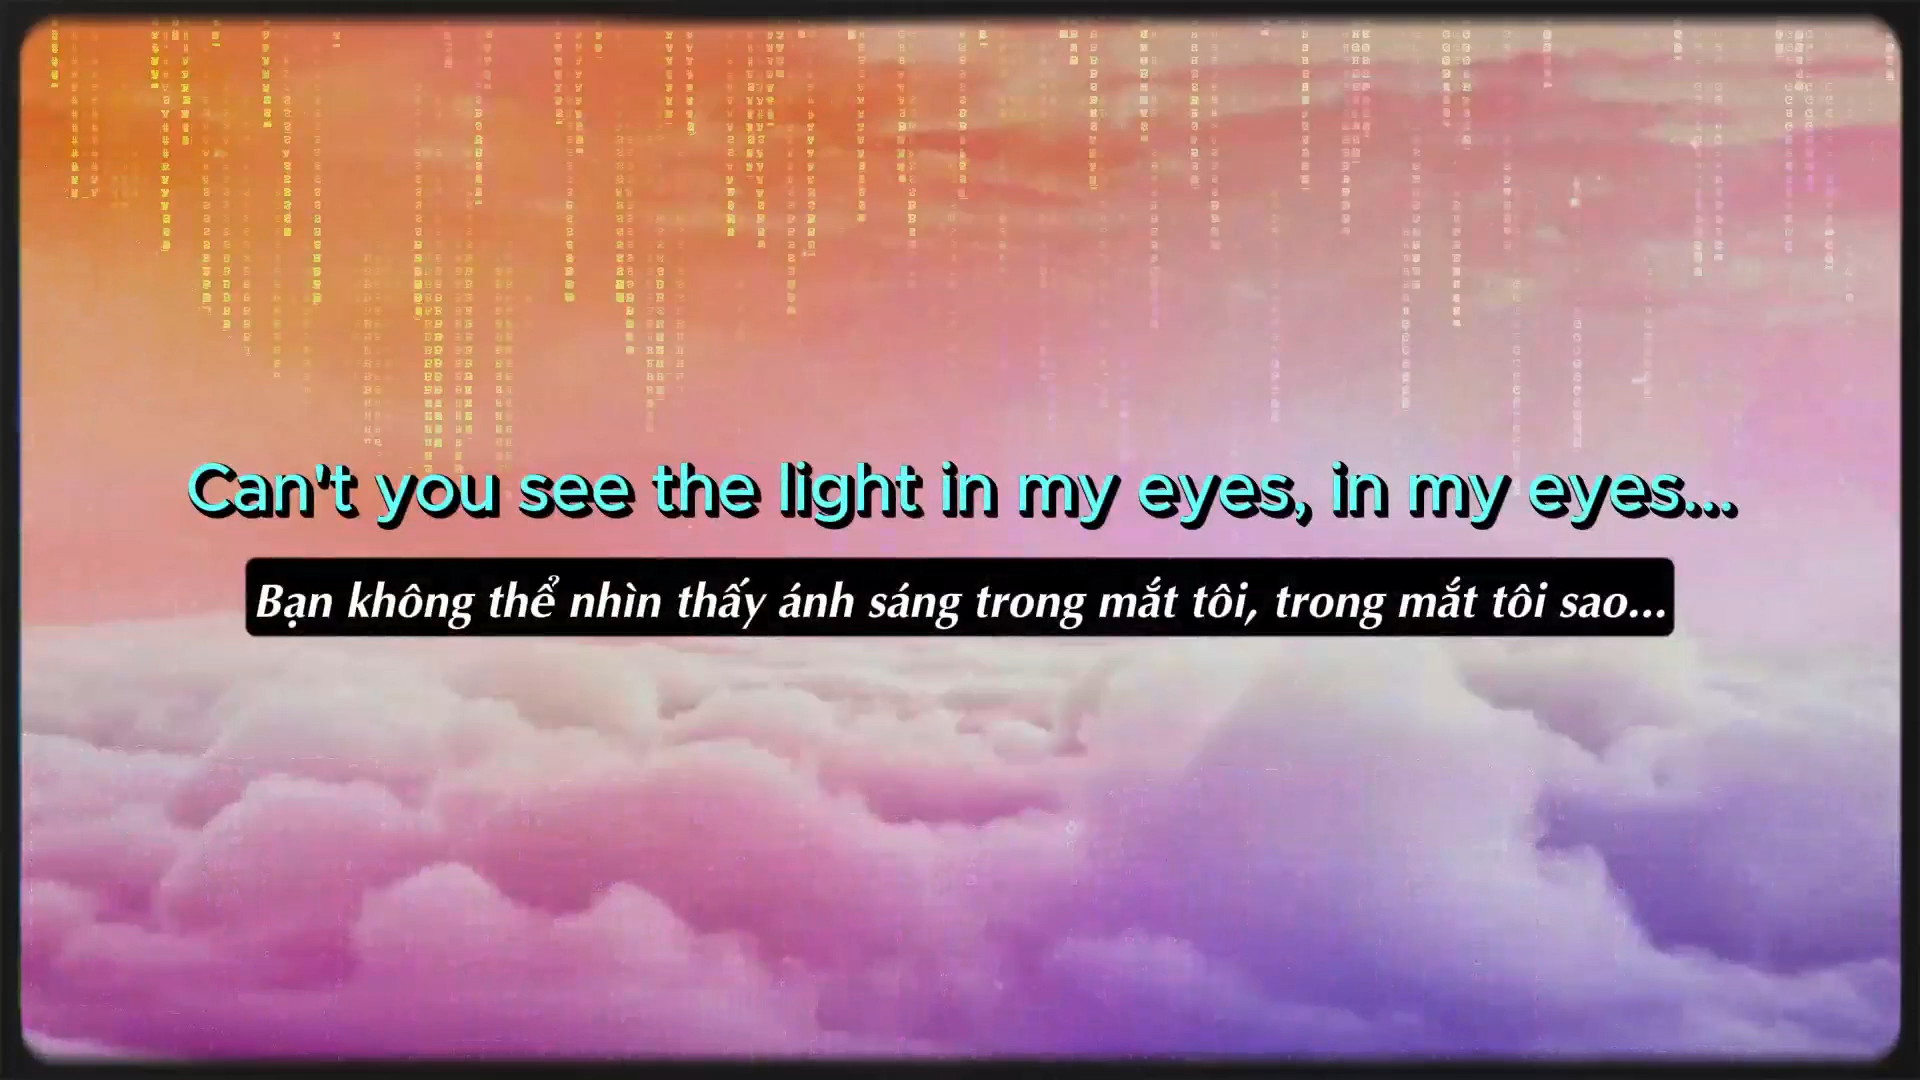 Can't you see the light in my eyes, in my eyes...
Bạn không thể nhìn thấy ánh sáng trong mắt tôi, trong mắt tôi sao...